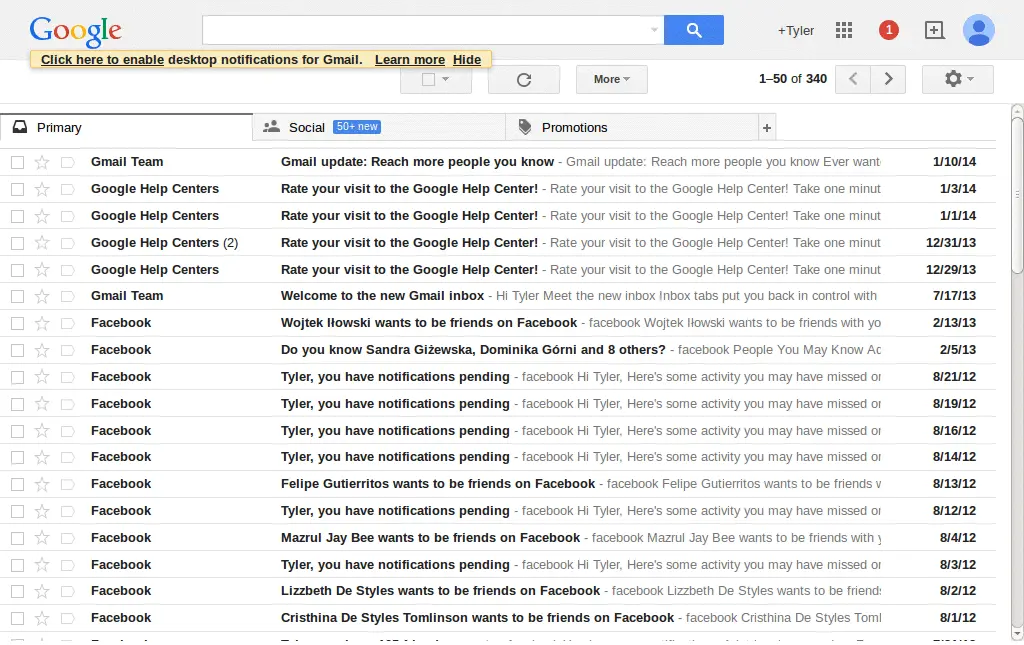 Google
+Tyler
1
Click here to enable desktop notifications for Gmail. Learn more Hide
More
1–50 of 340
Primary
Social 50+ new
Promotions
+
Gmail Team Gmail update: Reach more people you know - Gmail update: Reach more people you know Ever want 1/10/14
Google Help Centers Rate your visit to the Google Help Center! - Rate your visit to the Google Help Center! Take one minut 1/3/14
Google Help Centers Rate your visit to the Google Help Center! - Rate your visit to the Google Help Center! Take one minut 1/1/14
Google Help Centers (2) Rate your visit to the Google Help Center! - Rate your visit to the Google Help Center! Take one minut 12/31/13
Google Help Centers Rate your visit to the Google Help Center! - Rate your visit to the Google Help Center! Take one minut 12/29/13
Gmail Team Welcome to the new Gmail inbox - Hi Tyler Meet the new inbox Inbox tabs put you back in control with 7/17/13
Facebook Wojtek Iłowski wants to be friends on Facebook - facebook Wojtek Iłowski wants to be friends with yo 2/13/13
Facebook Do you know Sandra Giżewska, Dominika Górni and 8 others? - facebook People You May Know Ad 2/5/13
Facebook Tyler, you have notifications pending - facebook Hi Tyler, Here's some activity you may have missed or 8/21/12
Facebook Tyler, you have notifications pending - facebook Hi Tyler, Here's some activity you may have missed or 8/19/12
Facebook Tyler, you have notifications pending - facebook Hi Tyler, Here's some activity you may have missed or 8/16/12
Facebook Tyler, you have notifications pending - facebook Hi Tyler, Here's some activity you may have missed or 8/14/12
Facebook Felipe Gutierritos wants to be friends on Facebook - facebook Felipe Gutierritos wants to be friends w 8/13/12
Facebook Tyler, you have notifications pending - facebook Hi Tyler, Here's some activity you may have missed or 8/12/12
Facebook Mazrul Jay Bee wants to be friends on Facebook - facebook Mazrul Jay Bee wants to be friends with y 8/4/12
Facebook Tyler, you have notifications pending - facebook Hi Tyler, Here's some activity you may have missed or 8/3/12
Facebook Lizzbeth De Styles wants to be friends on Facebook - facebook Lizzbeth De Styles wants to be friends 8/2/12
Facebook Cristhina De Styles Tomlinson wants to be friends on Facebook - facebook Cristhina De Styles Toml 8/1/12